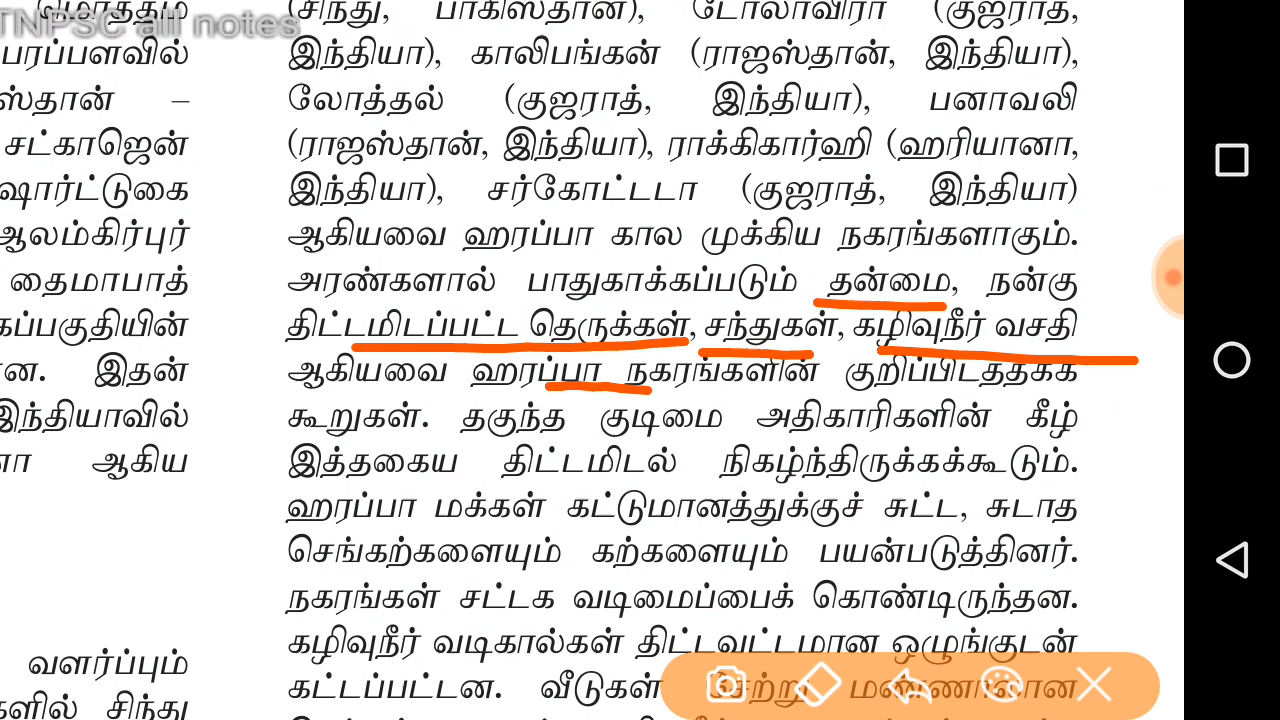 TNPSC all notes
மொத்தம்
பரப்பளவில்
ஸ்தான் –
சட்காஜென்
ஷார்ட்டுகை
ஆலம்கிர்புர்
தைமாபாத்
கப்பகுதியின்
ன. இதன்
இந்தியாவில்
ரா ஆகிய
வளர்ப்பும்
களில் சிந்து
(சிந்து, பாகிஸ்தான்), டோலாவிரா (குஜராத்,
இந்தியா), காலிபங்கன் (ராஜஸ்தான், இந்தியா),
லோத்தல் (குஜராத், இந்தியா), பனாவலி
(ராஜஸ்தான், இந்தியா), ராக்கிகார்ஹி (ஹரியானா,
இந்தியா), சர்கோட்டடா (குஜராத், இந்தியா)
ஆகியவை ஹரப்பா கால முக்கிய நகரங்களாகும்.
அரண்களால் பாதுகாக்கப்படும் தன்மை, நன்கு
திட்டமிடப்பட்ட தெருக்கள், சந்துகள், கழிவுநீர் வசதி
ஆகியவை ஹரப்பா நகரங்களின் குறிப்பிடத்தக்க
கூறுகள். தகுந்த குடிமை அதிகாரிகளின் கீழ்
இத்தகைய திட்டமிடல் நிகழ்ந்திருக்கக்கூடும்.
ஹரப்பா மக்கள் கட்டுமானத்துக்குச் சுட்ட, சுடாத
செங்கற்களையும் கற்களையும் பயன்படுத்தினர்.
நகரங்கள் சட்டக வடிமைப்பைக் கொண்டிருந்தன.
கழிவுநீர் வடிகால்கள் திட்டவட்டமான ஒழுங்குடன்
கட்டப்பட்டன. வீடுகள் சேற்று மண்ணாலான